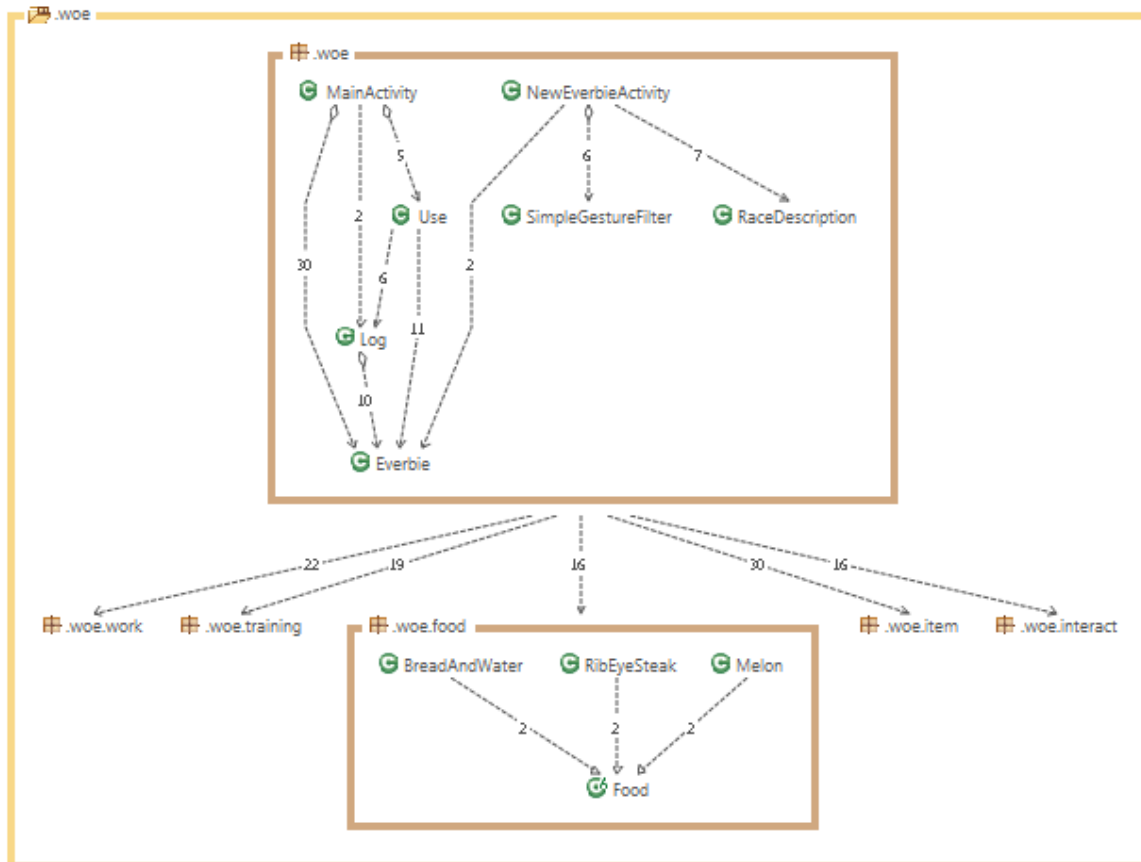 .woe
.woe
MainActivity
NewEverbieActivity
5
6
7
Use
SimpleGestureFilter
RaceDescription
2
30
6
2
11
Log
10
Everbie
22
19
16
30
16
.woe.work
.woe.training
.woe.food
.woe.item
.woe.interact
BreadAndWater
RibEyeSteak
Melon
2
2
2
Food